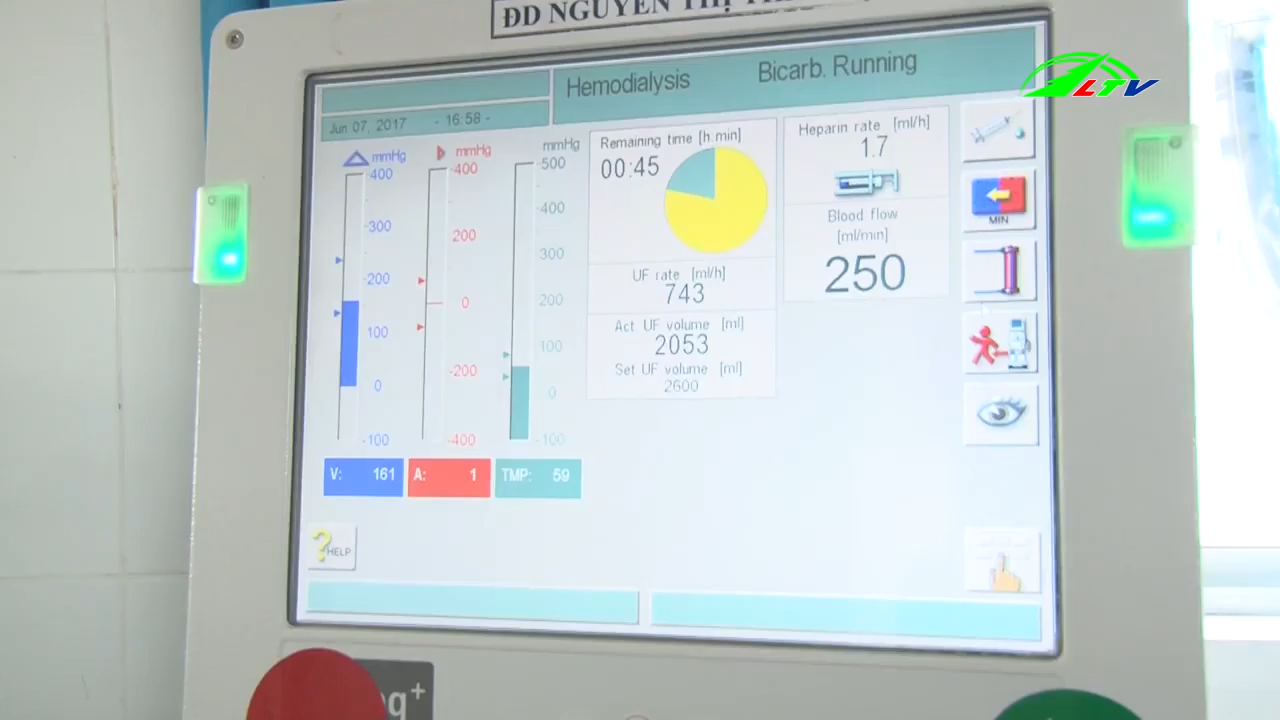 ĐD NGUYỄN THỊ
LTV
Hemodialysis
Bicarb. Running
Jun 07, 2017 - 16:58 -
mmHg
400
300
200
100
0
-100
mmHg
400
200
0
-200
-400
mmHg
500
400
300
200
100
0
-100
Remaining time [h:min]
00:45
UF rate [ml/h]
743
Act UF volume [ml]
2053
Set UF volume [ml]
2600
Heparin rate [ml/h]
1.7
Blood flow
[ml/min]
250
MIN
V: 161
A: 1
TMP: 59
?HELP